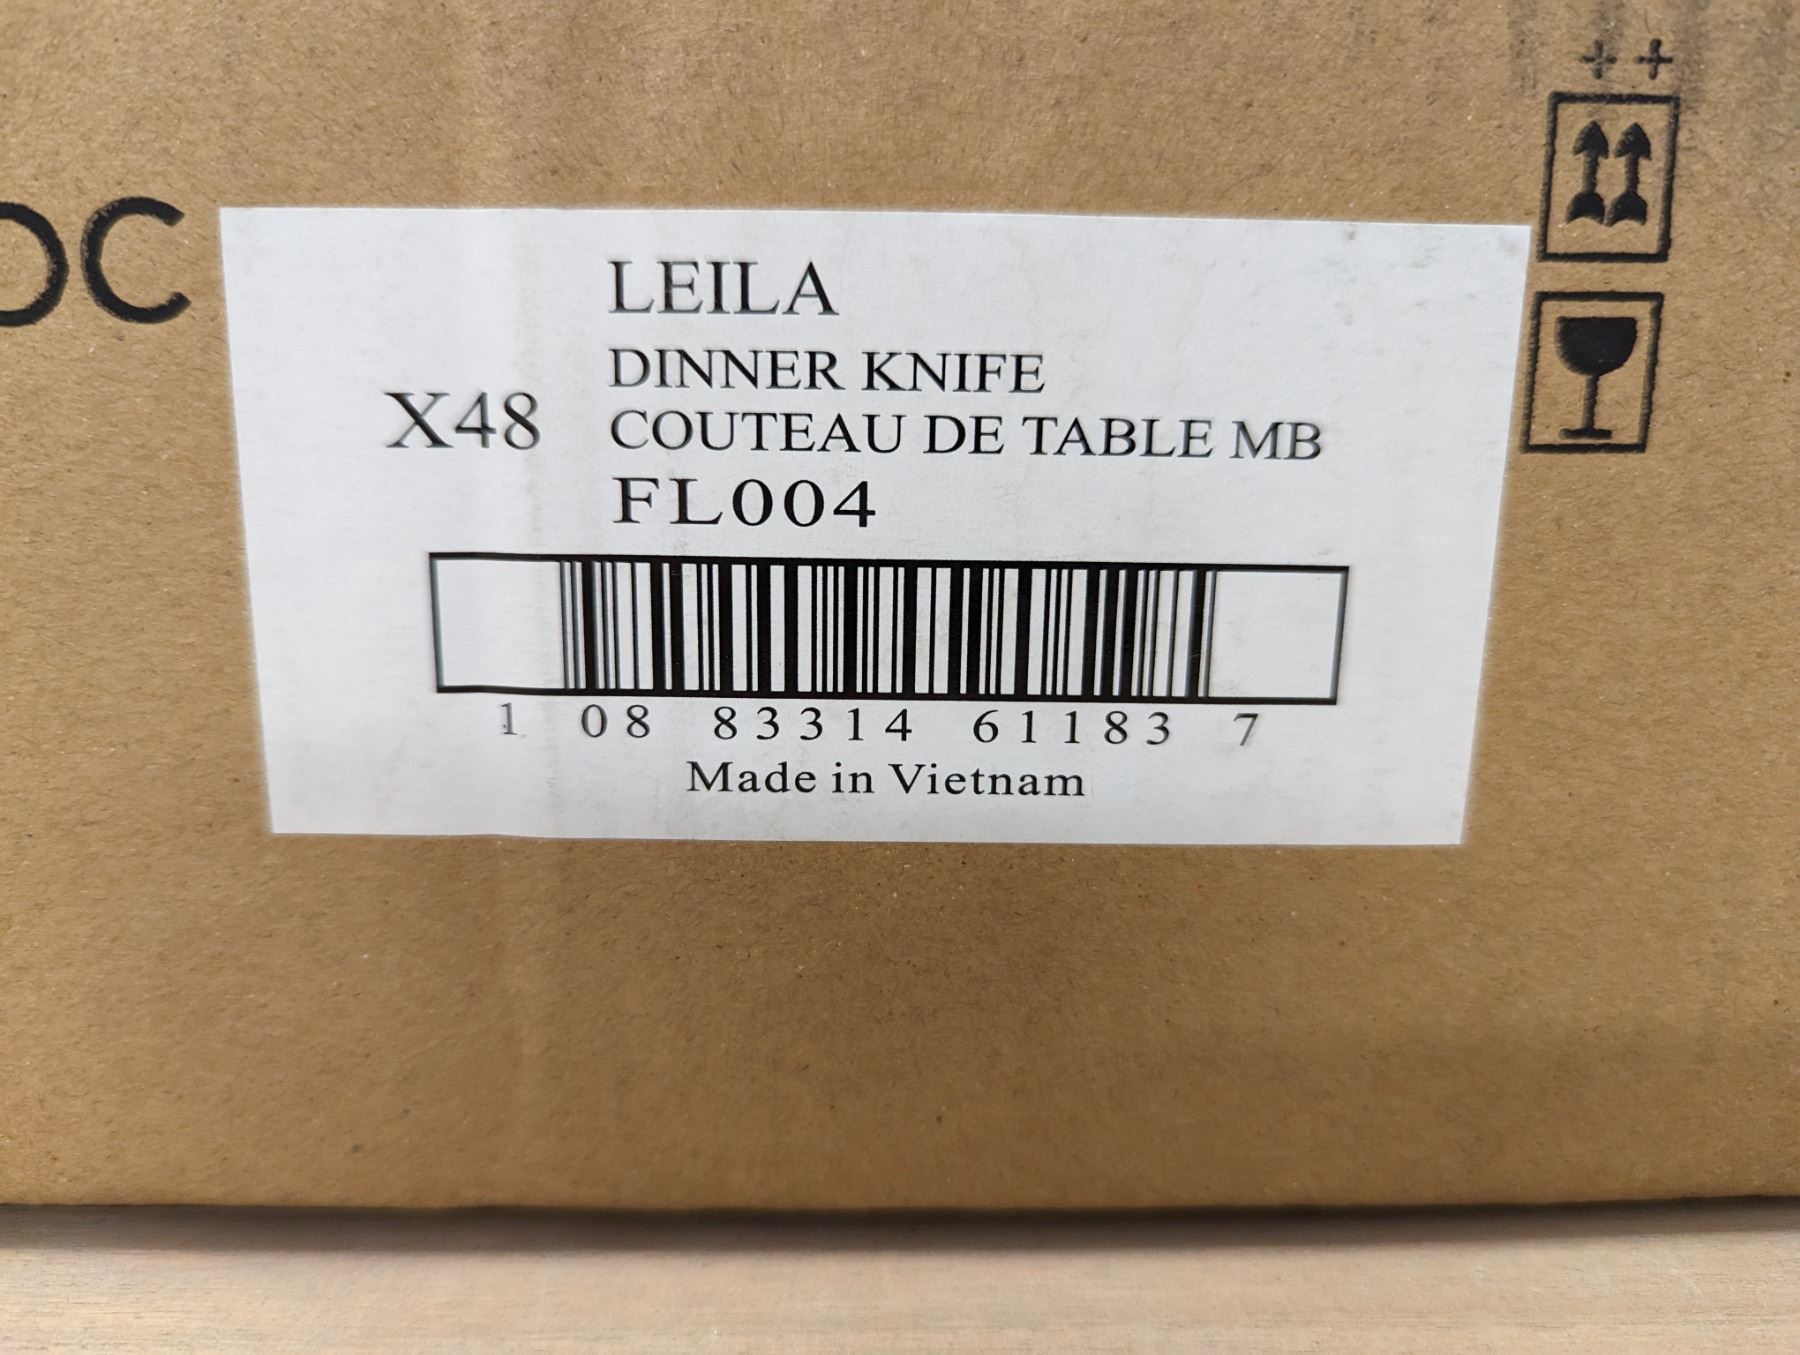 LEILA
DINNER KNIFE
X48
COUTEAU DE TABLE MB
FL004
1 08 83314 61183 7
Made in Vietnam